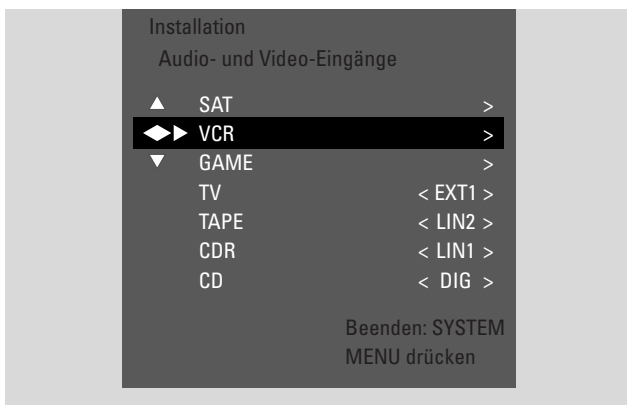 Installation
Audio- und Video-Eingänge
SAT >
VCR >
GAME >
TV < EXT1 >
TAPE < LIN2 >
CDR < LIN1 >
CD < DIG >
Beenden: SYSTEM
MENU drücken